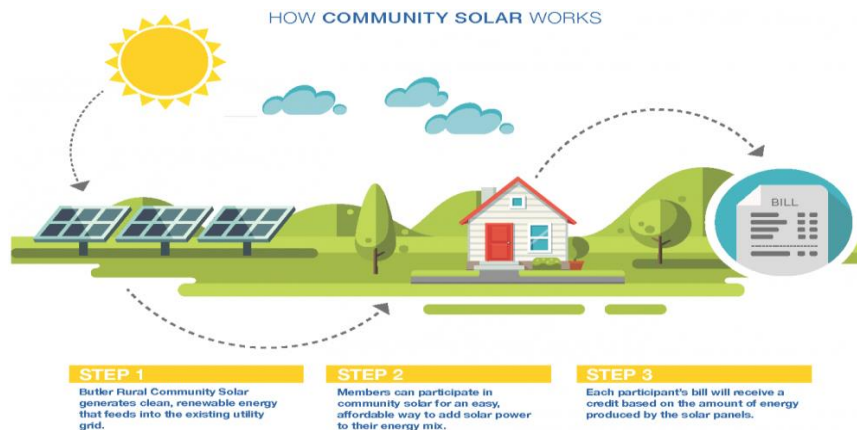 HOW COMMUNITY SOLAR WORKS
BILL
STEP 1
Butler Rural Community Solar
generates clean, renewable energy
that feeds into the existing utility
grid.
STEP 2
Members can participate in
community solar for an easy,
affordable way to add solar power
to their energy mix.
STEP 3
Each participant's bill will receive a
credit based on the amount of energy
produced by the solar panels.